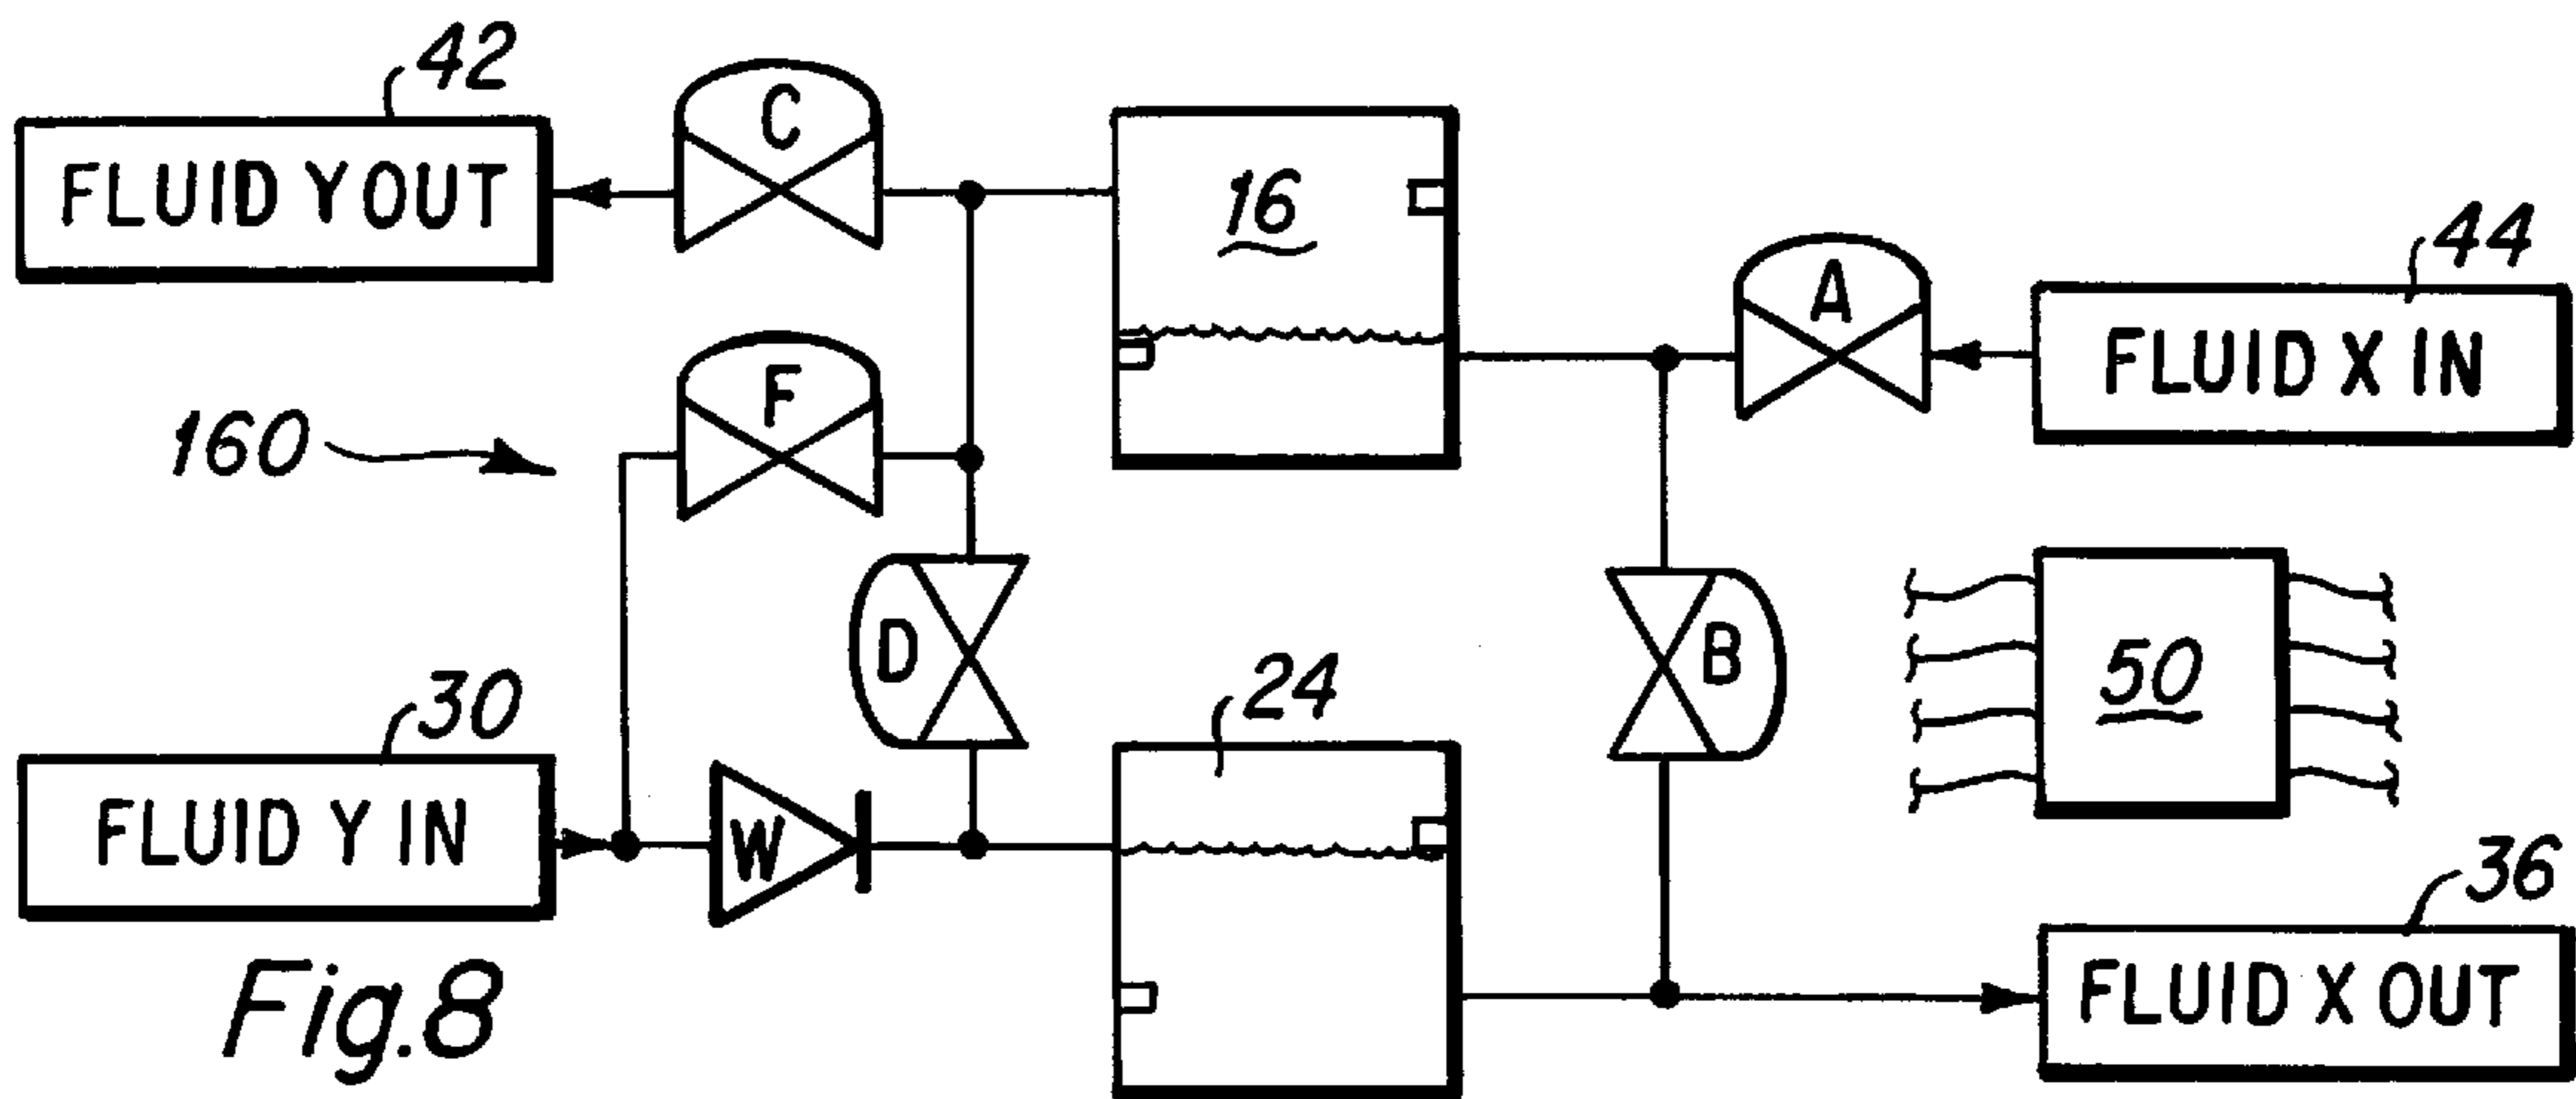 42
C
FLUID Y OUT
16
44
A
FLUID X IN
F
160
D
B
50
24
30
FLUID Y IN
W
36
FLUID X OUT
Fig.8